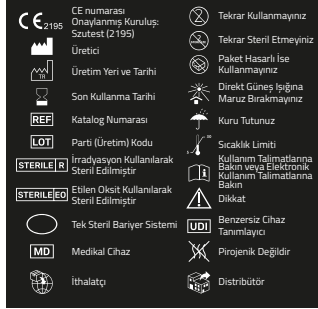 2195
CE numarası
Onaylanmış Kuruluş:
Szutest (2195)
Üretici
TR
Üretim Yeri ve Tarihi
Son Kullanma Tarihi
REF
Katalog Numarası
LOT
Parti (Üretim) Kodu
STERILE R
İrradyasyon Kullanılarak
Steril Edilmiştir
STERILE EO
Etilen Oksit Kullanılarak
Steril Edilmiştir
Tek Steril Bariyer Sistemi
MD
Medikal Cihaz
İthalatçı
2
Tekrar Kullanmayınız
Tekrar Steril Etmeyiniz
Paket Hasarlı İse
Kullanmayınız
Direkt Güneş Işığına
Maruz Bırakmayınız
Kuru Tutunuz
Sıcaklık Limiti
Kullanım Talimatlarına
Bakın veya Elektronik
Kullanım Talimatlarına
Bakın
Dikkat
UDI
Benzersiz Cihaz
Tanımlayıcı
Pirojenik Değildir
Distribütör